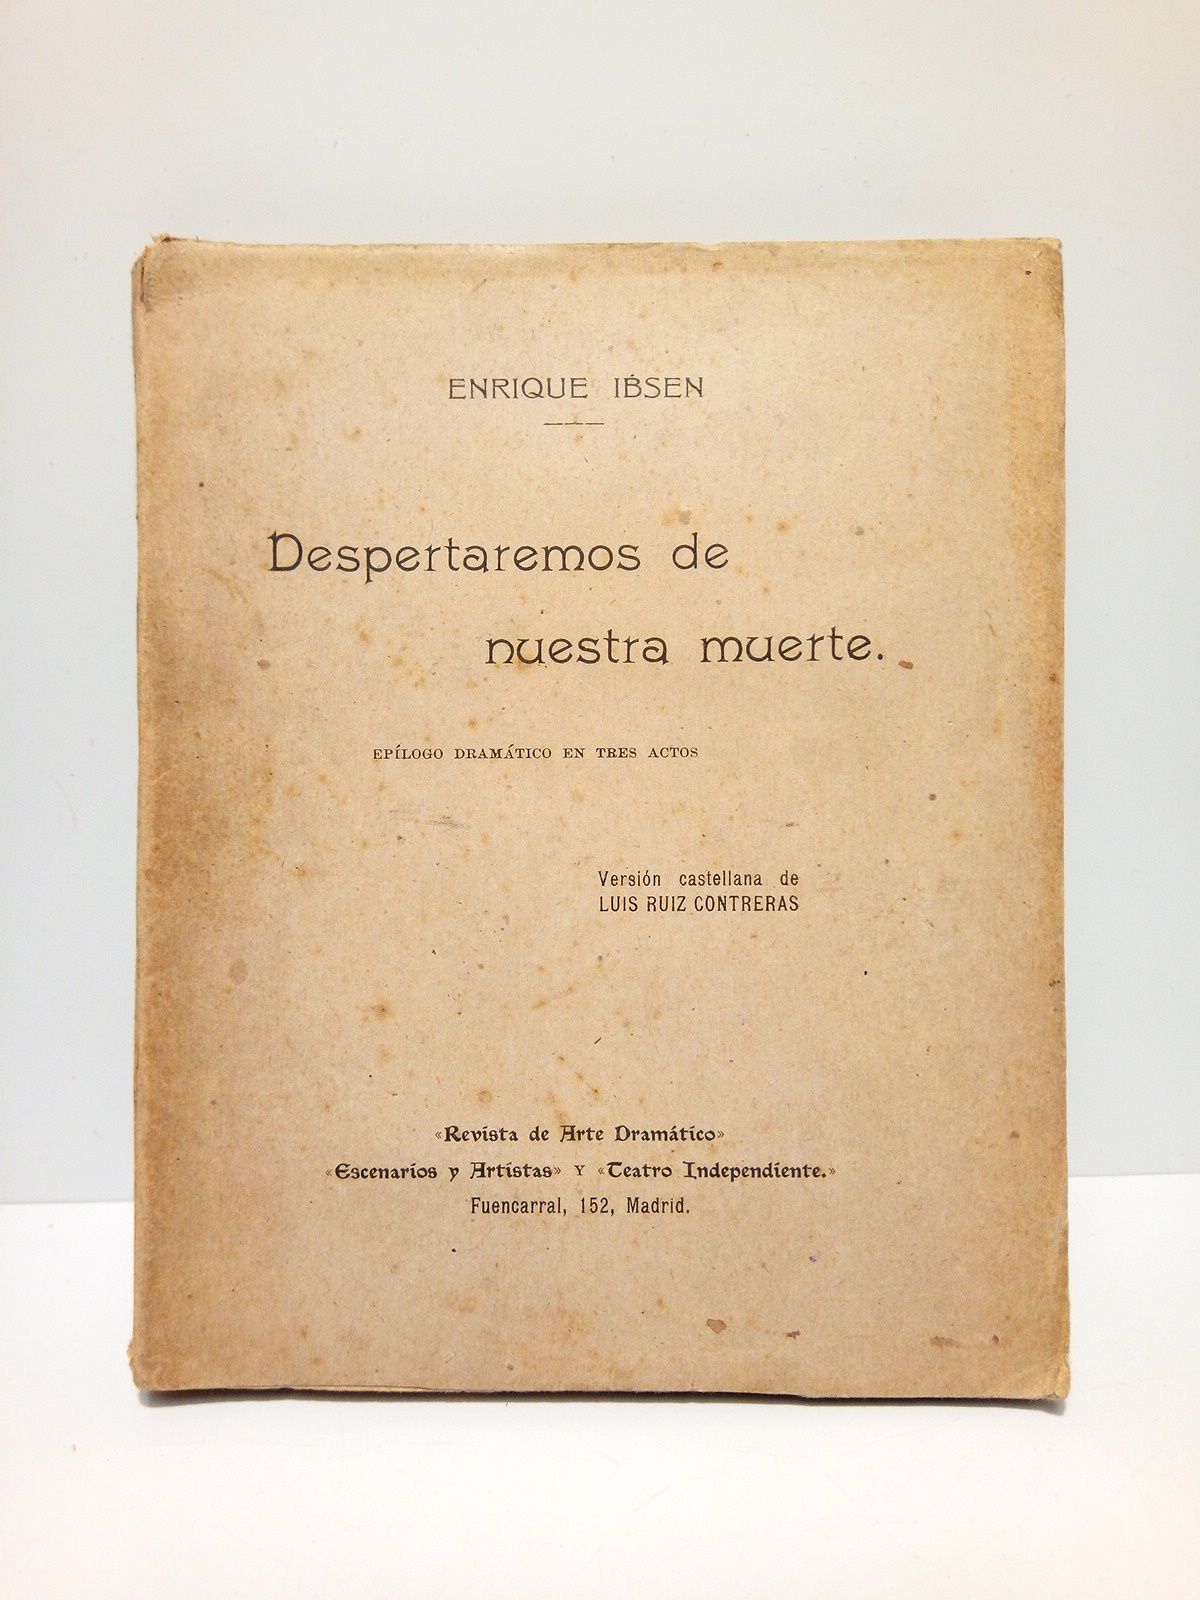 ENRIQUE IBSEN
Despertaremos de
nuestra muerte.
EPÍLOGO DRAMÁTICO EN TRES ACTOS
Versión castellana de
LUIS RUIZ CONTRERAS
«Revista de Arte Dramático»
«Escenarios y Artistas» Y «Teatro Independiente.»
Fuencarral, 152, Madrid.